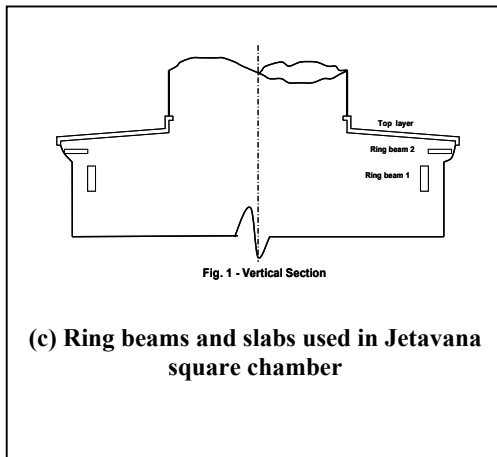 Top layer
Ring beam 2
Ring beam 1
Fig. 1 - Vertical Section
(c) Ring beams and slabs used in Jetavana
square chamber